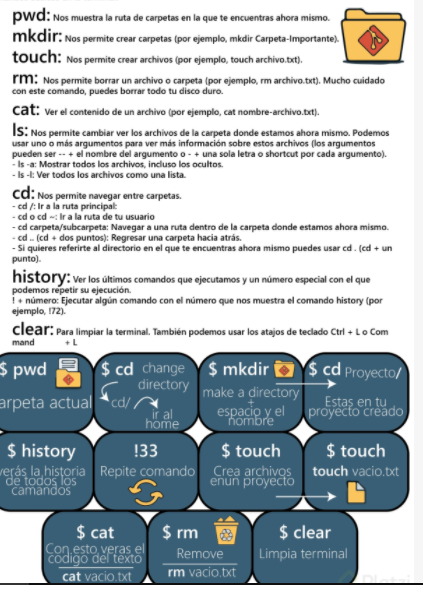 pwd: Nos muestra la ruta de carpetas en la que te encuentras ahora mismo.
mkdir: Nos permite crear carpetas (por ejemplo, mkdir Carpeta-Importante).
touch: Nos permite crear archivos (por ejemplo, touch archivo.txt).
rm: Nos permite borrar un archivo o carpeta (por ejemplo, rm archivo.txt). Mucho cuidado
con este comando, puedes borrar todo tu disco duro.
cat: Ver el contenido de un archivo (por ejemplo, cat nombre-archivo.txt).
ls: Nos permite cambiar ver los archivos de la carpeta donde estamos ahora mismo. Podemos
usar uno o más argumentos para ver más información sobre estos archivos (los argumentos
pueden ser -- + el nombre del argumento o - + una sola letra o shortcut por cada argumento).
- ls -a: Mostrar todos los archivos, incluso los ocultos.
- ls -l: Ver todos los archivos como una lista.
cd: Nos permite navegar entre carpetas.
- cd /: Ir a la ruta principal:
- cd o cd ~: Ir a la ruta de tu usuario
- cd carpeta/subcarpeta: Navegar a una ruta dentro de la carpeta donde estamos ahora mismo.
- cd .. (cd + dos puntos): Regresar una carpeta hacia atrás.
- Si quieres referirte al directorio en el que te encuentras ahora mismo puedes usar cd . (cd + un
punto).
history: Ver los últimos comandos que ejecutamos y un número especial con el que
podemos repetir su ejecución.
! + número: Ejecutar algún comando con el número que nos muestra el comando history (por
ejemplo, !72).
clear: Para limpiar la terminal. También podemos usar los atajos de teclado Ctrl + L o Com
mand + L
$ pwd
arpeta actual
$ cd change
directory
cd/
ir al
home
$ mkdir
make a directory
+
espacio y el
nombre
$ cd Proyecto/
Estas en tu
proyecto creado
$ history
verás la historia
de todos los
camandos
!33
Repite comando
$ touch
Crea archivos
enun proyecto
$ touch
touch vacio.txt
$ cat
Con esto veras el
codigo del texto
cat vacio.txt
$ rm
Remove
rm vacio.txt
$ clear
Limpia terminal